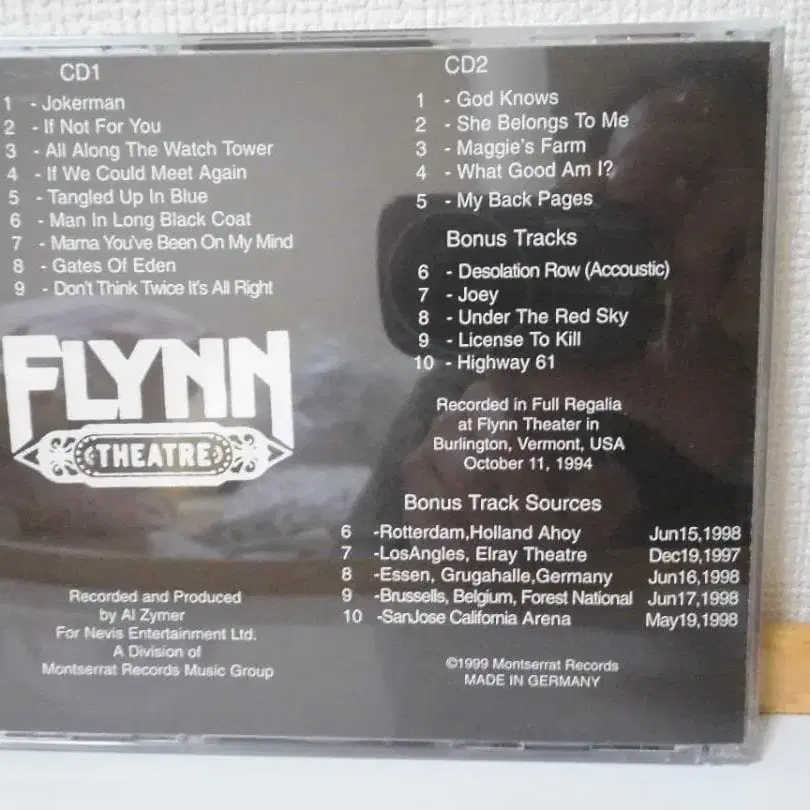 CD1
1 - Jokerman
2 - If Not For You
3 - All Along The Watch Tower
4 - If We Could Meet Again
5 - Tangled Up In Blue
6 - Man In Long Black Coat
7 - Mama You've Been On My Mind
8 - Gates Of Eden
9 - Don't Think Twice It's All Right
FLYNN
THEATRE
Recorded and Produced
by Al Zymer
For Nevis Entertainment Ltd.
A Division of
Montserrat Records Music Group
CD2
1 - God Knows
2 - She Belongs To Me
3 - Maggie's Farm
4 - What Good Am I?
5 - My Back Pages
Bonus Tracks
6 - Desolation Row (Accoustic)
7 - Joey
8 - Under The Red Sky
9 - License To Kill
10 - Highway 61
Recorded in Full Regalia
at Flynn Theater in
Burlington, Vermont, USA
October 11, 1994
Bonus Track Sources
6 -Rotterdam,Holland Ahoy Jun15,1998
7 -LosAngles, Elray Theatre Dec19,1997
8 -Essen, Grugahalle,Germany Jun16,1998
9 -Brussells, Belgium, Forest National Jun17,1998
10 -SanJose California Arena May19,1998
©1999 Montserrat Records
MADE IN GERMANY